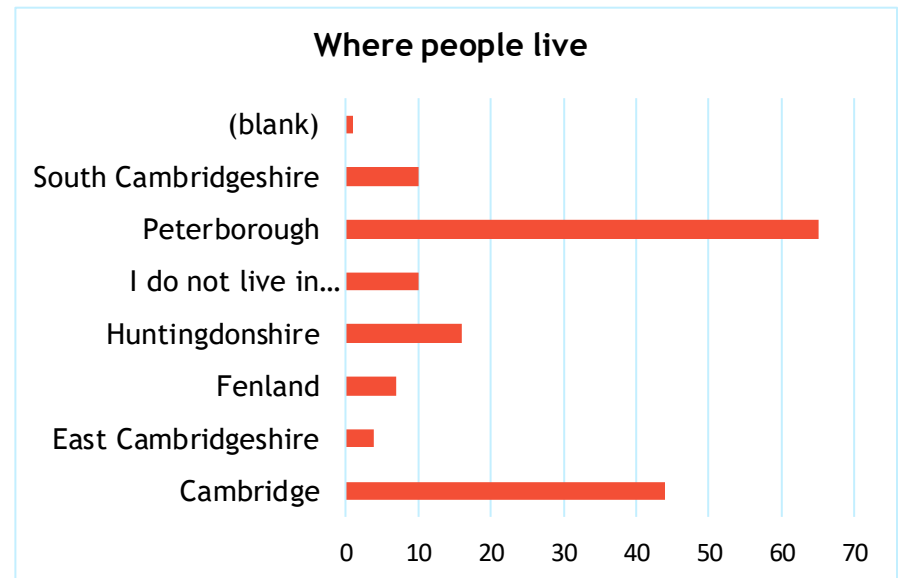 Where people live
(blank)
South Cambridgeshire
Peterborough
I do not live in...
Huntingdonshire
Fenland
East Cambridgeshire
Cambridge
0 10 20 30 40 50 60 70